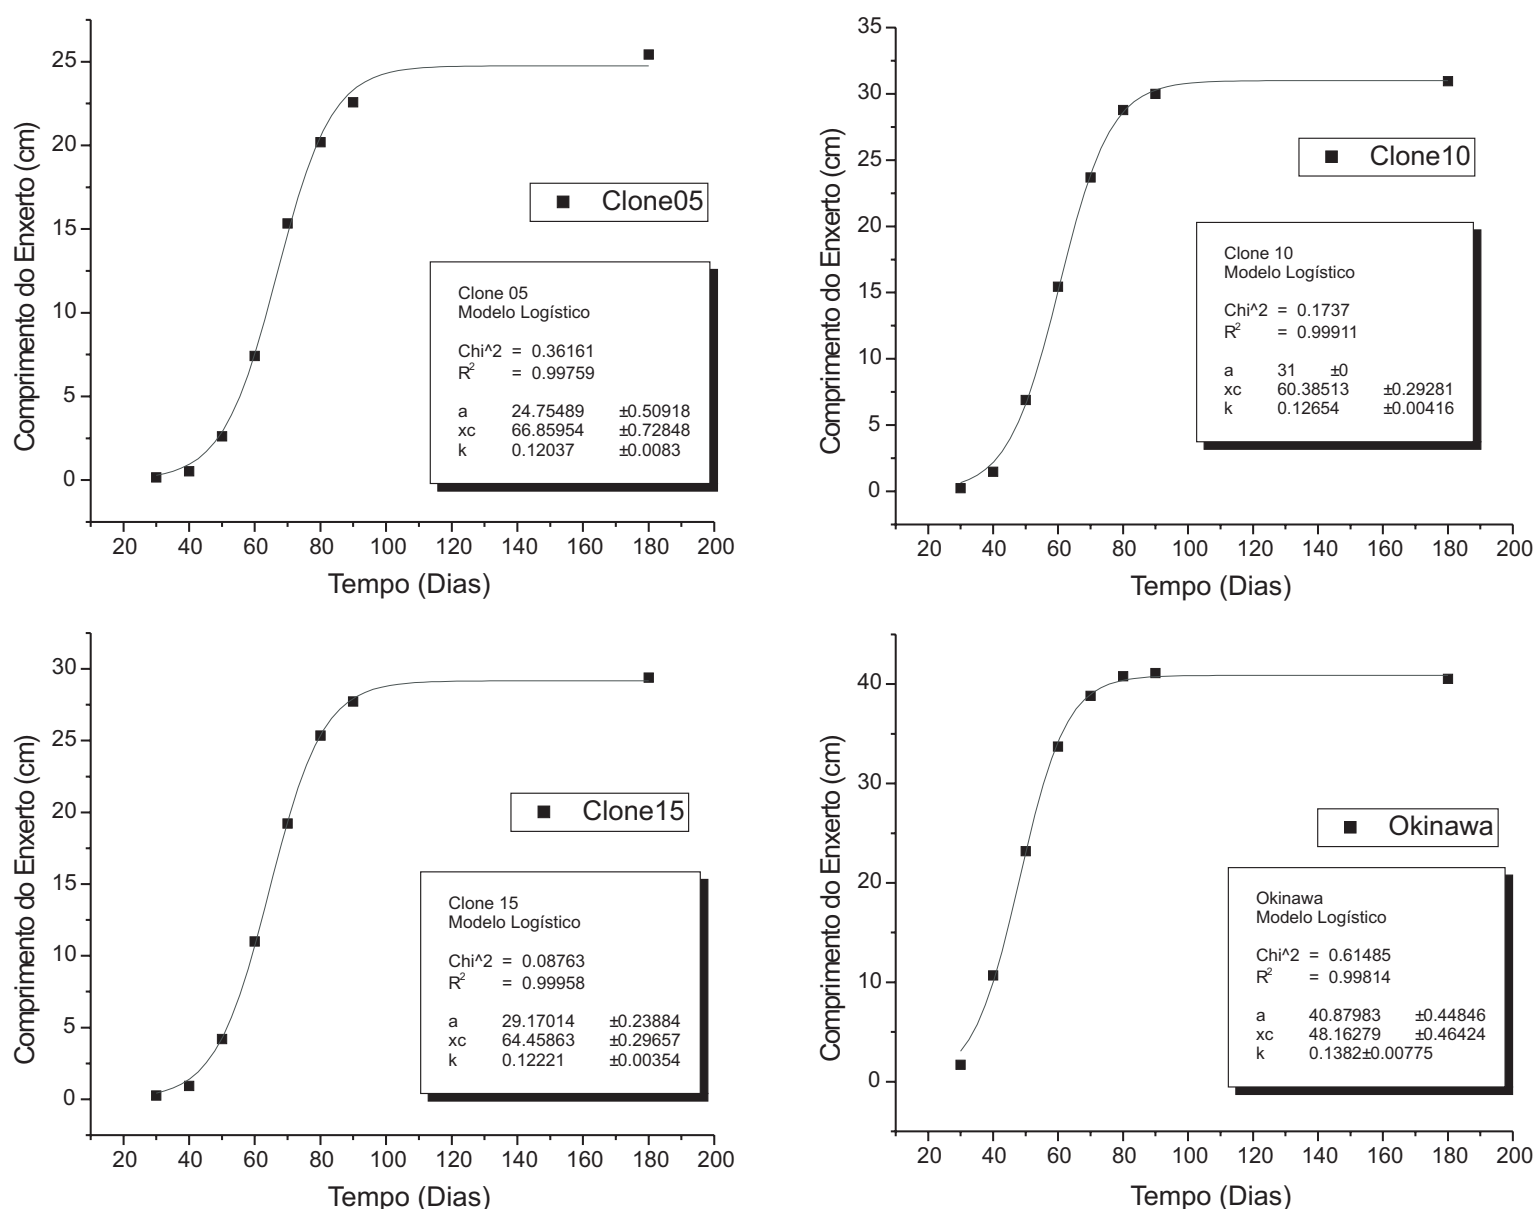 25
20
15
10
5
0
Comprimento do Enxerto (cm)
Clone05
Clone 05
Modelo Logístico
Chi^2 = 0.36161
R² = 0.99759
a 24.75489 ±0.50918
xc 66.85954 ±0.72848
k 0.12037 ±0.0083
20 40 60 80 100 120 140 160 180 200
Tempo (Dias)
35
30
25
20
15
10
5
0
Comprimento do Enxerto (cm)
Clone10
Clone 10
Modelo Logístico
Chi^2 = 0.1737
R² = 0.99911
a 31 ±0
xc 60.38513 ±0.29281
k 0.12654 ±0.00416
20 40 60 80 100 120 140 160 180 200
Tempo (Dias)
30
25
20
15
10
5
0
Comprimento do Enxerto (cm)
Clone15
Clone 15
Modelo Logístico
Chi^2 = 0.08763
R² = 0.99958
a 29.17014 ±0.23884
xc 64.45863 ±0.29657
k 0.12221 ±0.00354
20 40 60 80 100 120 140 160 180 200
Tempo (Dias)
40
30
20
10
0
Comprimento do Enxerto (cm)
Okinawa
Okinawa
Modelo Logístico
Chi^2 = 0.61485
R² = 0.99814
a 40.87983 ±0.44846
xc 48.16279 ±0.46424
k 0.1382±0.00775
20 40 60 80 100 120 140 160 180 200
Tempo (Dias)